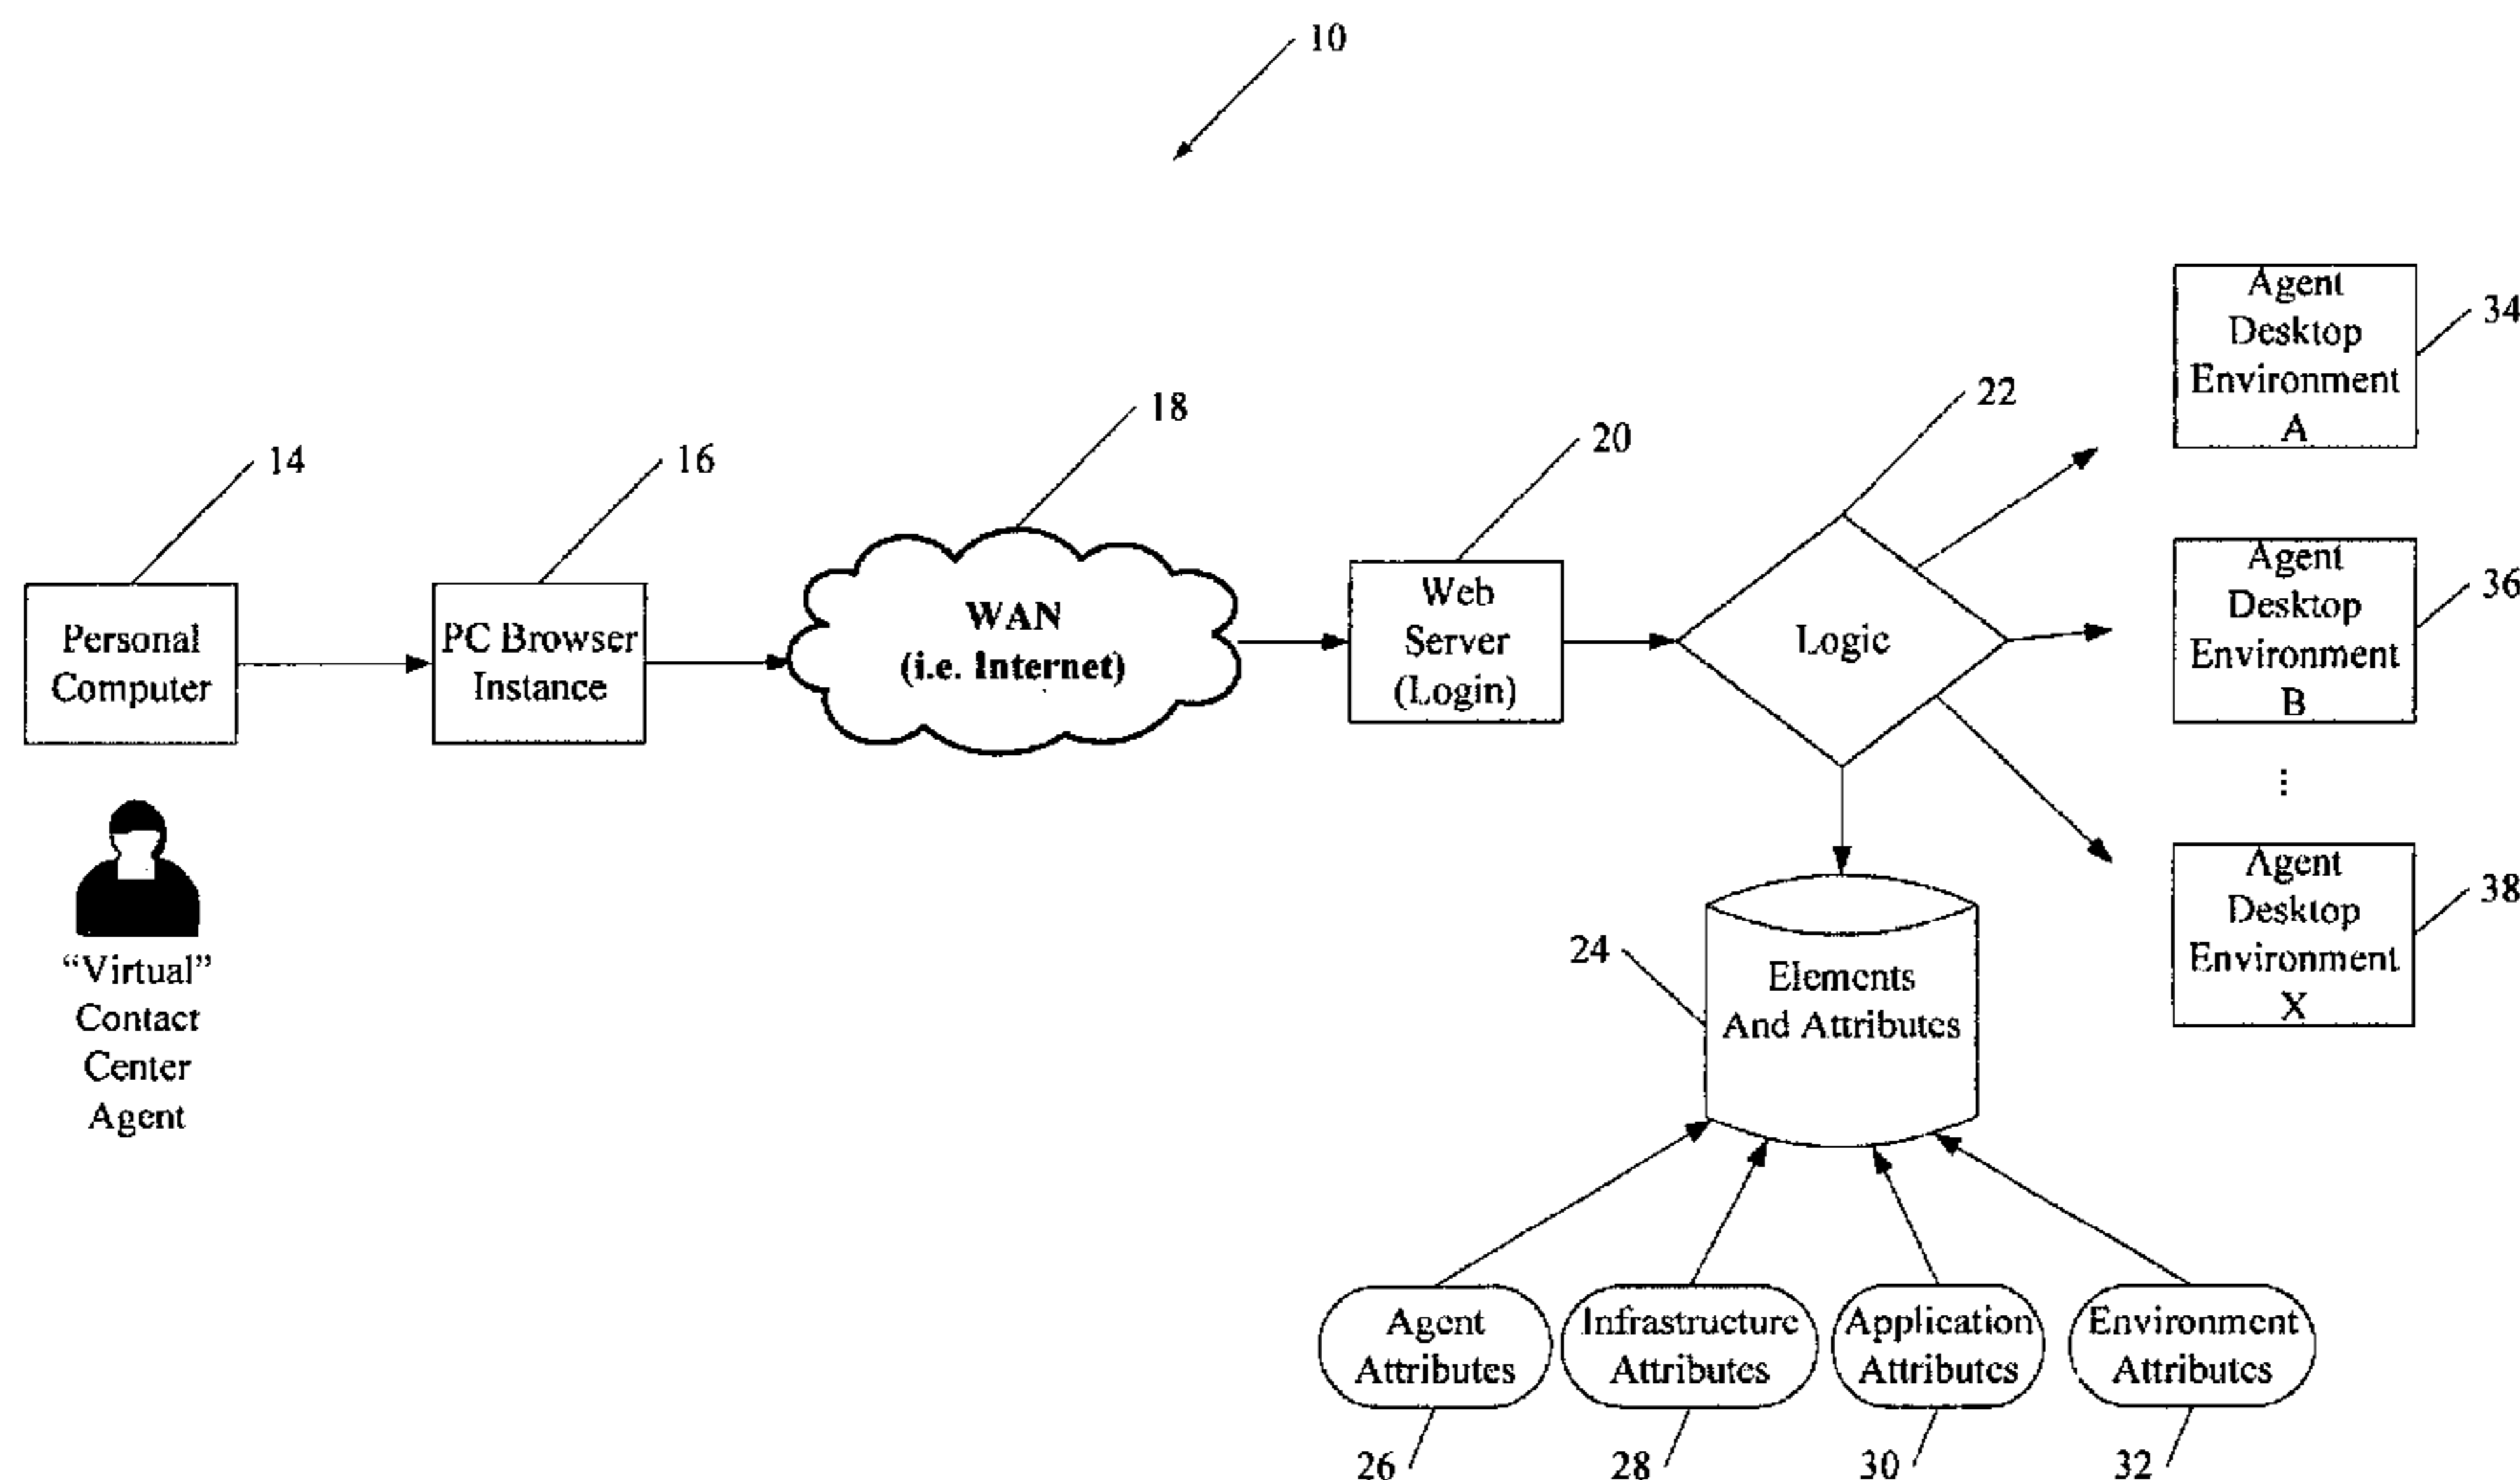 10
14
Personal
Computer
"Virtual"
Contact
Center
Agent
16
PC Browser
Instance
18
WAN
(i.e. Internet)
20
Web
Server
(Login)
22
Logic
24
Elements
And Attributes
Agent
Attributes
26
Infrastructure
Attributes
28
Application
Attributes
30
Environment
Attributes
32
Agent
Desktop
Environment
A
34
Agent
Desktop
Environment
B
36
⋮
Agent
Desktop
Environment
X
38